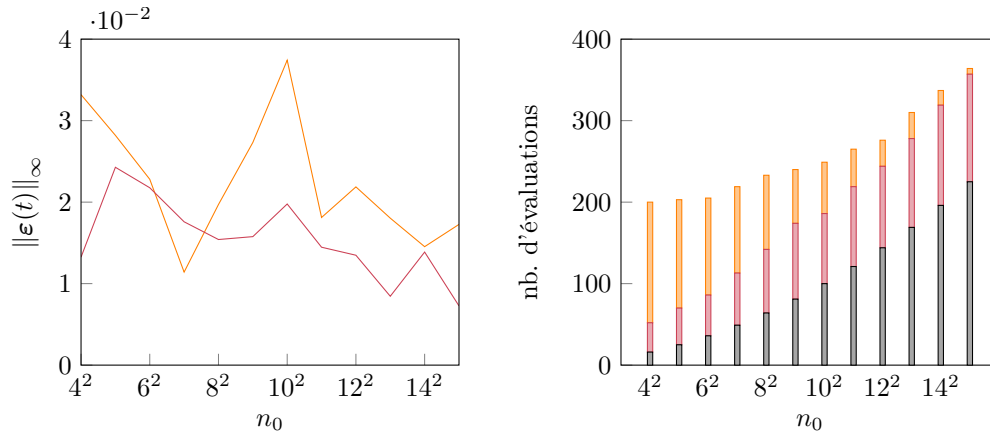 ·10⁻²
4
3
2
1
0
4² 6² 8² 10² 12² 14²
n₀
‖ε(t)‖∞
400
300
200
100
0
4² 6² 8² 10² 12² 14²
n₀
nb. d'évaluations